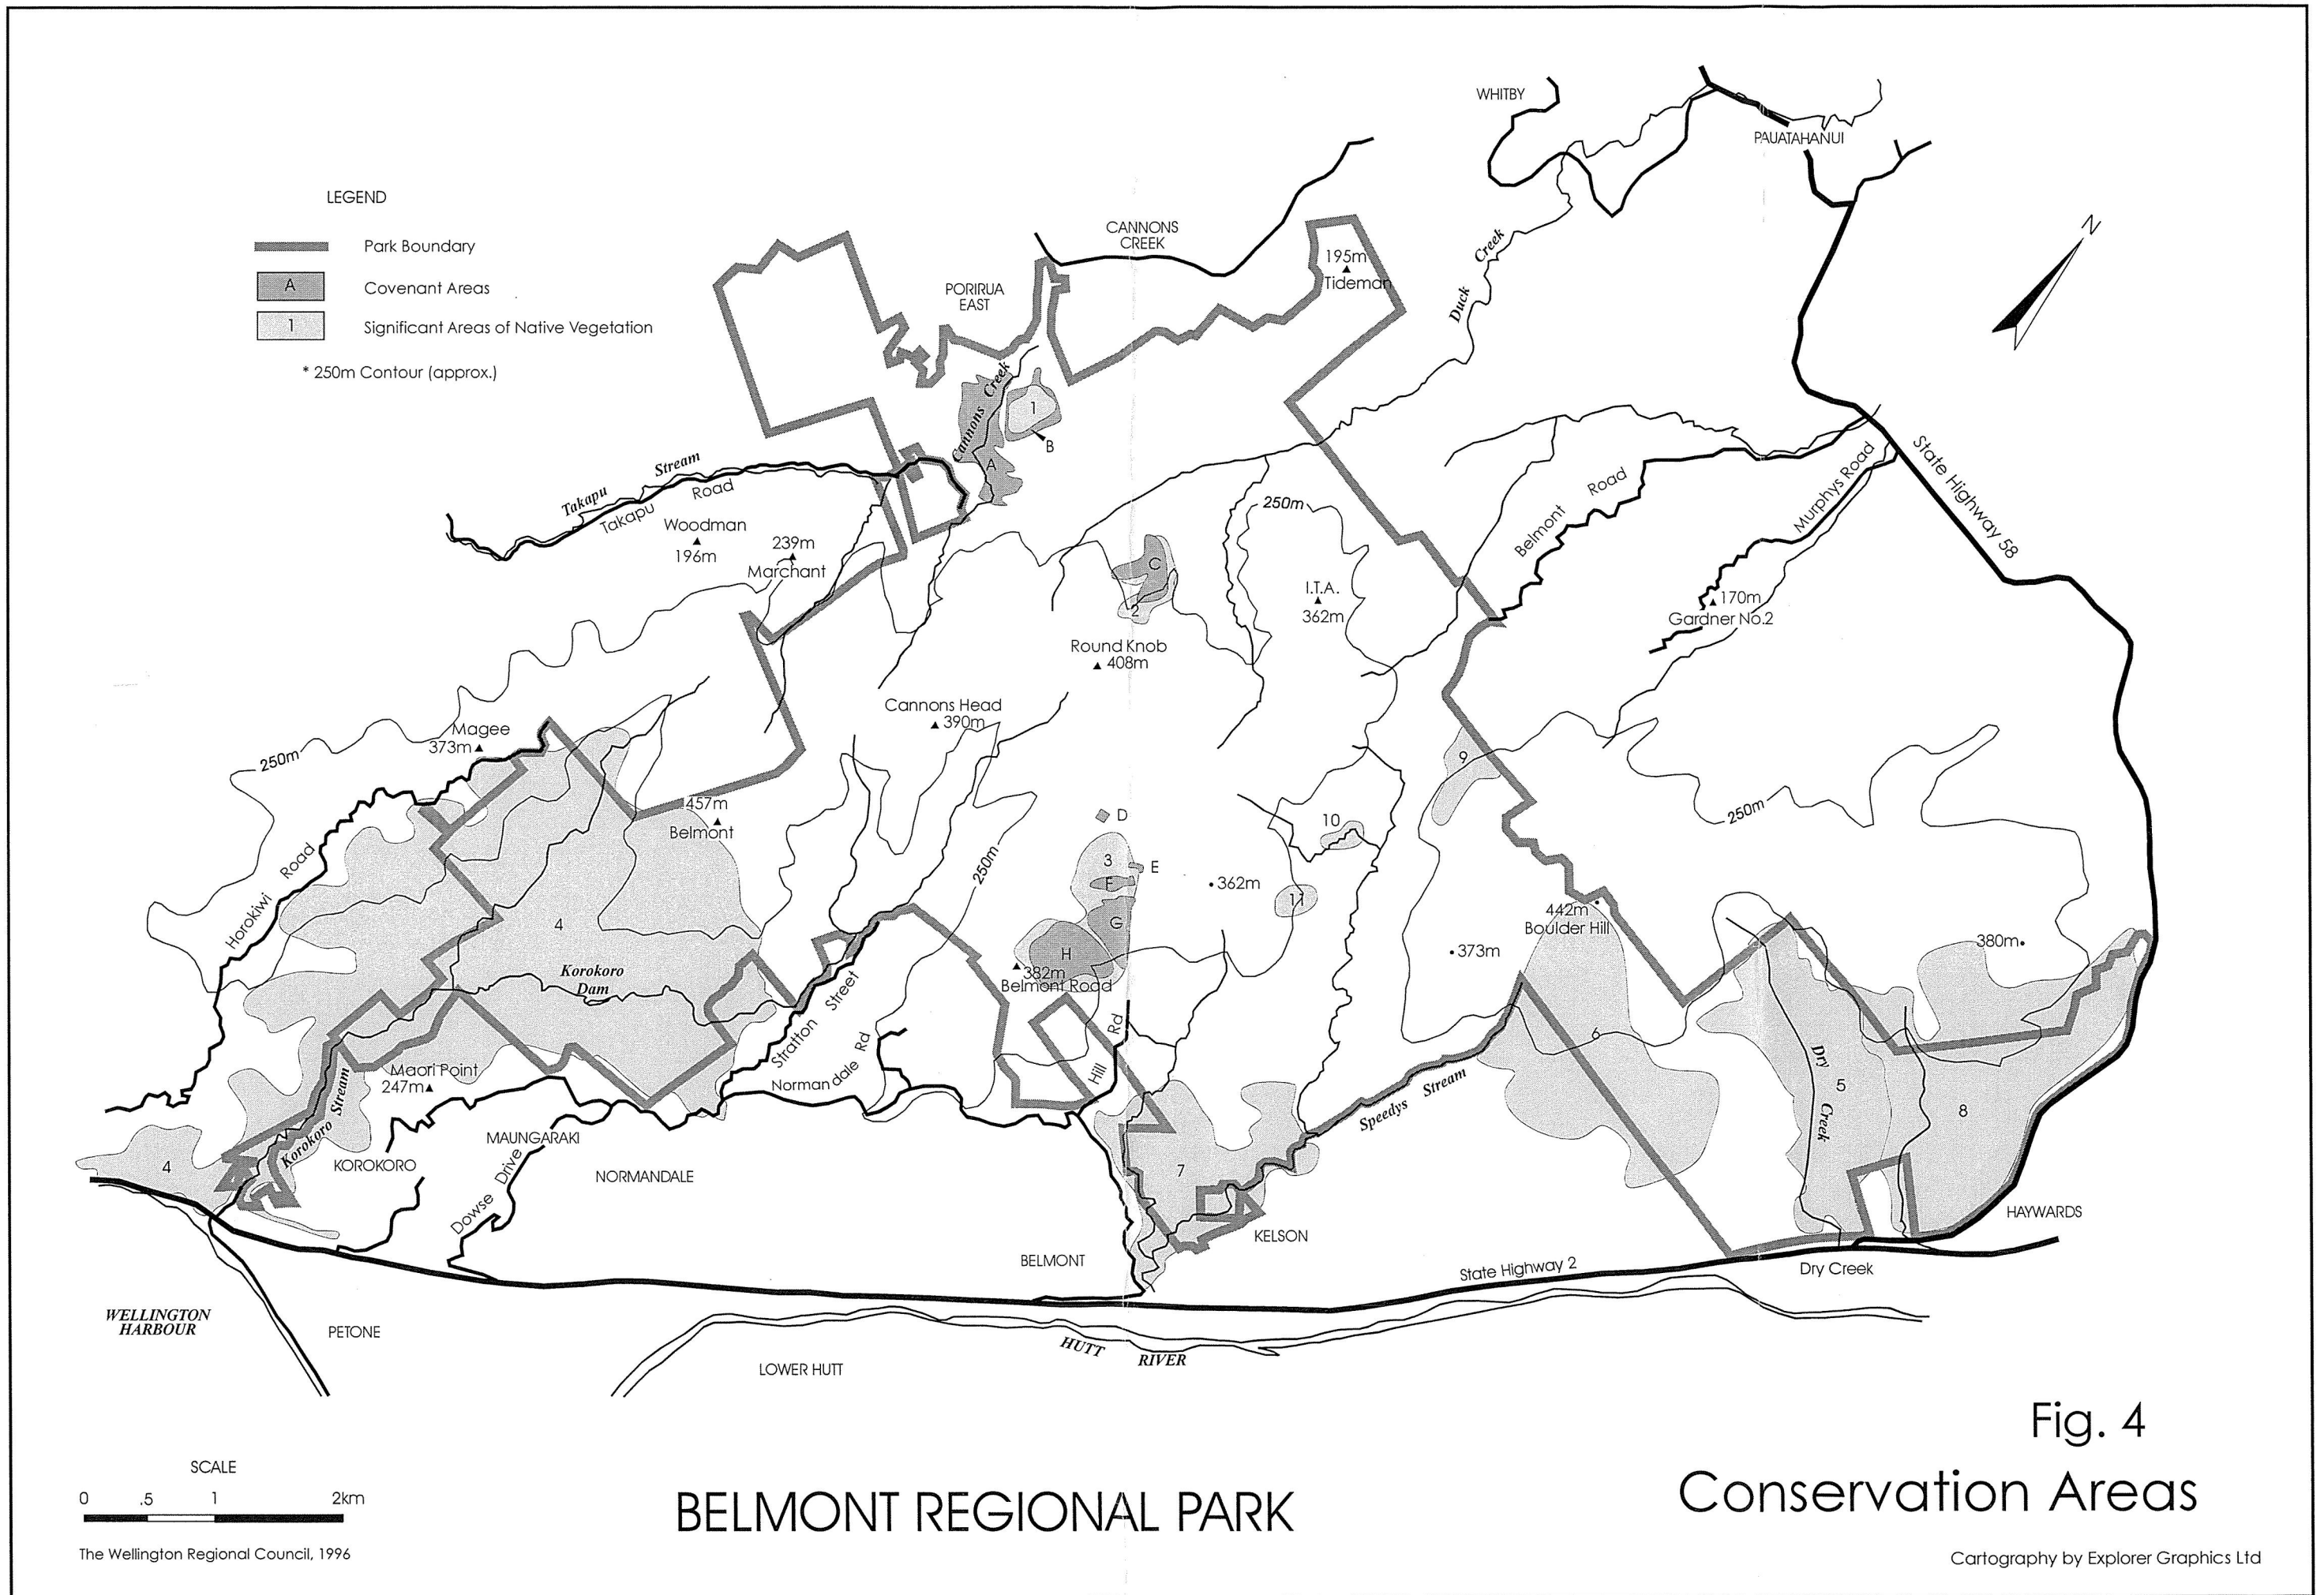 WHITBY
PAUATAHANUI
LEGEND
Park Boundary
A
Covenant Areas
1
Significant Areas of Native Vegetation
* 250m Contour (approx.)
N
CANNONS
CREEK
Duck Creek
195m
Tideman
PORIRUA
EAST
Cannons Creek
1
B
A
State Highway 58
Murphys Road
Belmont Road
Takapu Stream
Takapu Road
Woodman
196m
239m
Marchant
250m
C
2
I.T.A.
362m
170m
Gardner No.2
Round Knob
408m
Cannons Head
390m
Magee
373m
250m
9
250m
457m
Belmont
D
10
3
E
F
362m
11
G
H
382m
Belmont Road
250m
Horokiwi Road
4
Korokoro
Dam
Stratton Street
442m
Boulder Hill
373m
380m
6
Dry Creek
5
8
Maori Point
247m
Normandale Rd
Hill Rd
Speedys Stream
Korokoro Stream
4
KOROKORO
MAUNGARAKI
Dowse Drive
NORMANDALE
7
KELSON
BELMONT
HAYWARDS
Dry Creek
State Highway 2
WELLINGTON
HARBOUR
PETONE
LOWER HUTT
HUTT RIVER
Fig. 4
Conservation Areas
SCALE
0 .5 1 2km
BELMONT REGIONAL PARK
The Wellington Regional Council, 1996
Cartography by Explorer Graphics Ltd